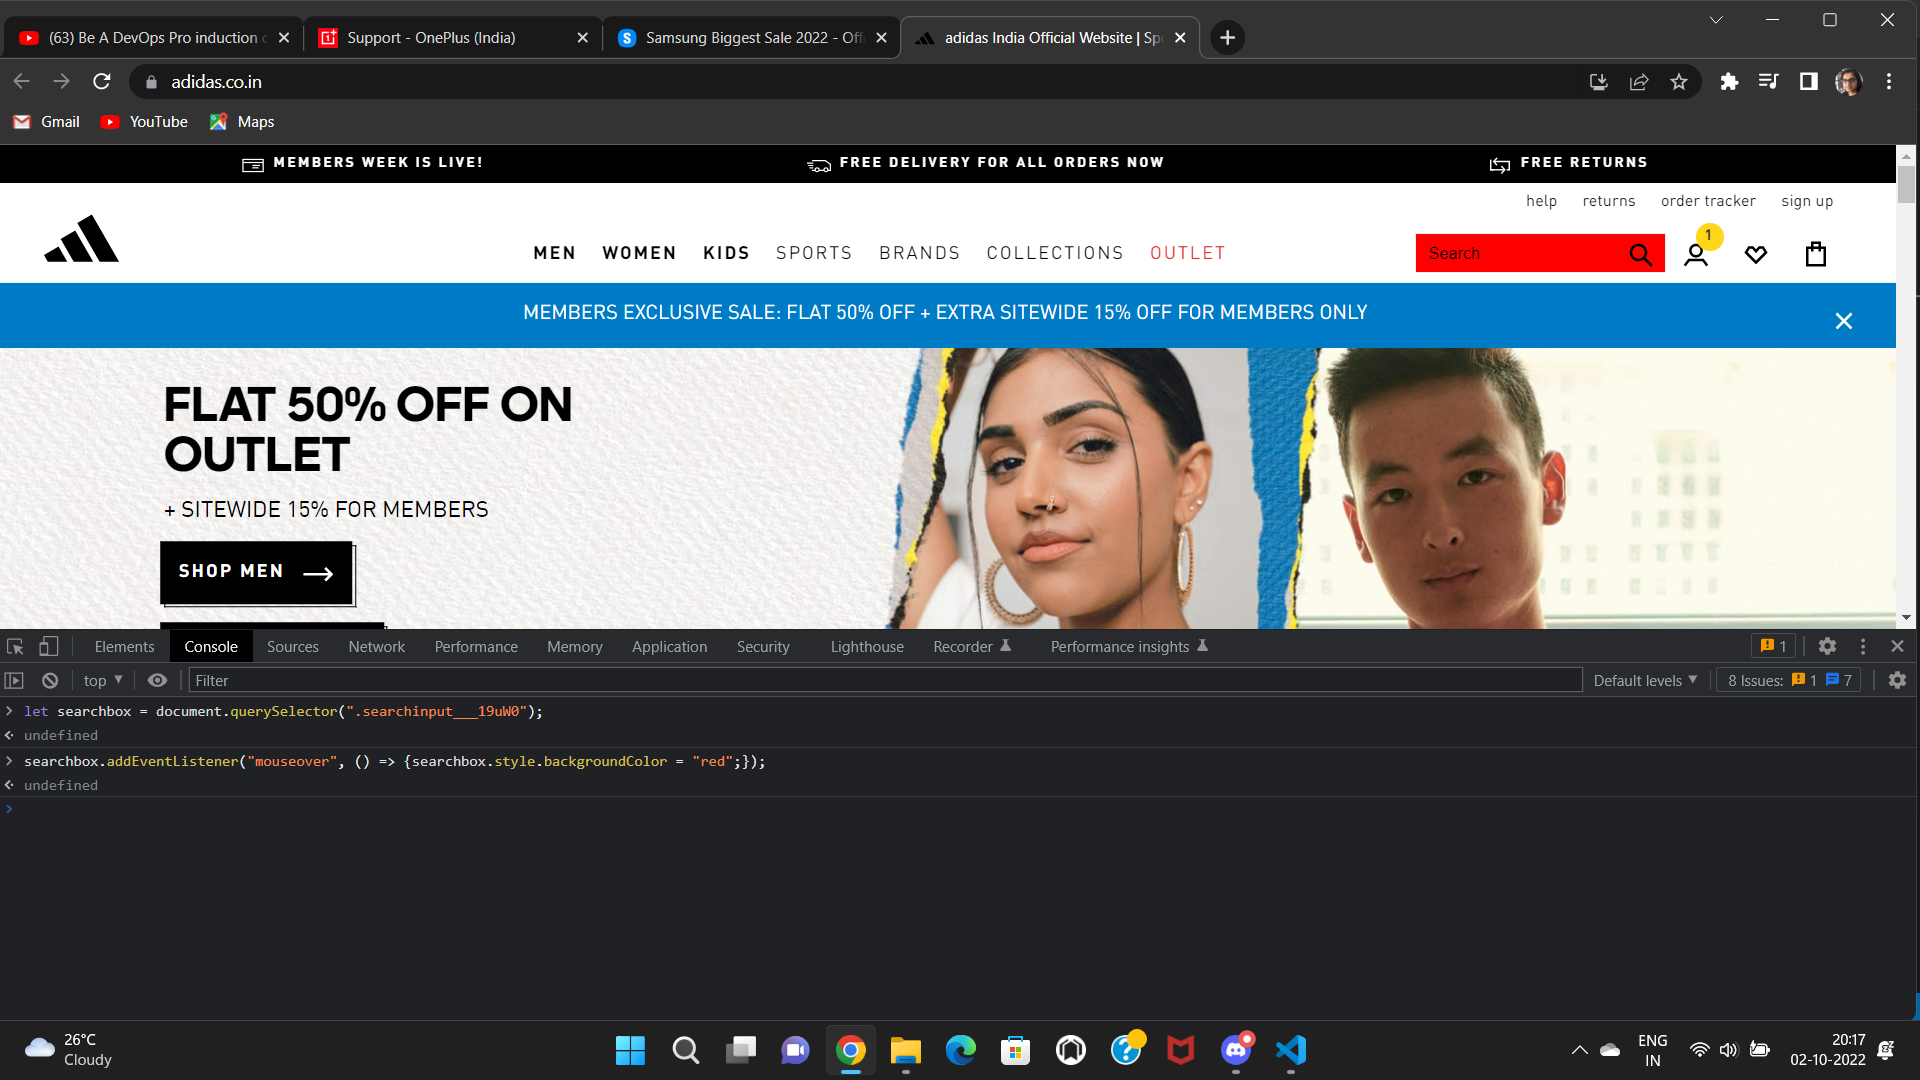 (63) Be A DevOps Pro induction
Support - OnePlus (India)
Samsung Biggest Sale 2022 - Off
adidas India Official Website | Sp
adidas.co.in
Gmail
YouTube
Maps
MEMBERS WEEK IS LIVE!
FREE DELIVERY FOR ALL ORDERS NOW
FREE RETURNS
help
returns
order tracker
sign up
MEN
WOMEN
KIDS
SPORTS
BRANDS
COLLECTIONS
OUTLET
Search
1
MEMBERS EXCLUSIVE SALE: FLAT 50% OFF + EXTRA SITEWIDE 15% OFF FOR MEMBERS ONLY
FLAT 50% OFF ON
OUTLET
+ SITEWIDE 15% FOR MEMBERS
SHOP MEN
Elements
Console
Sources
Network
Performance
Memory
Application
Security
Lighthouse
Recorder
Performance insights
1
top
Filter
Default levels
8 Issues: 1 7
let searchbox = document.querySelector(".searchinput___19uW0");
undefined
searchbox.addEventListener("mouseover", () => {searchbox.style.backgroundColor = "red";});
undefined
26°C
Cloudy
ENG
IN
20:17
02-10-2022